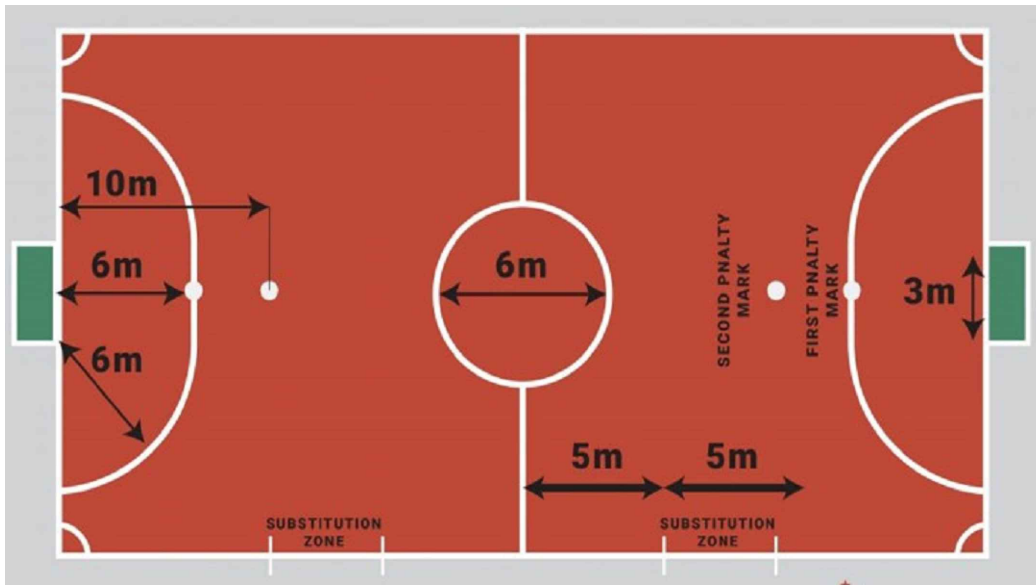 10m
6m
6m
6m
SECOND PNALTY
MARK
FIRST PNALTY
MARK
3m
5m
5m
SUBSTITUTION
ZONE
SUBSTITUTION
ZONE